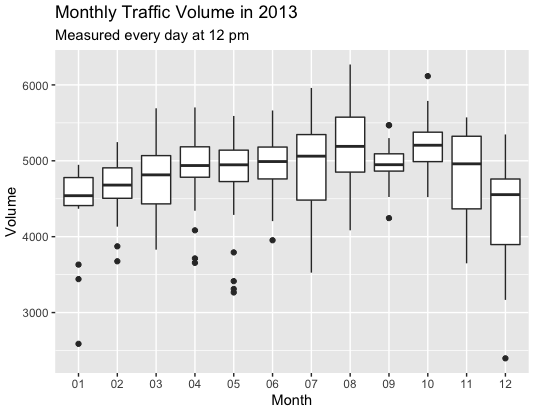 Monthly Traffic Volume in 2013
Measured every day at 12 pm
6000
5000
4000
3000
Volume
01 02 03 04 05 06 07 08 09 10 11 12
Month